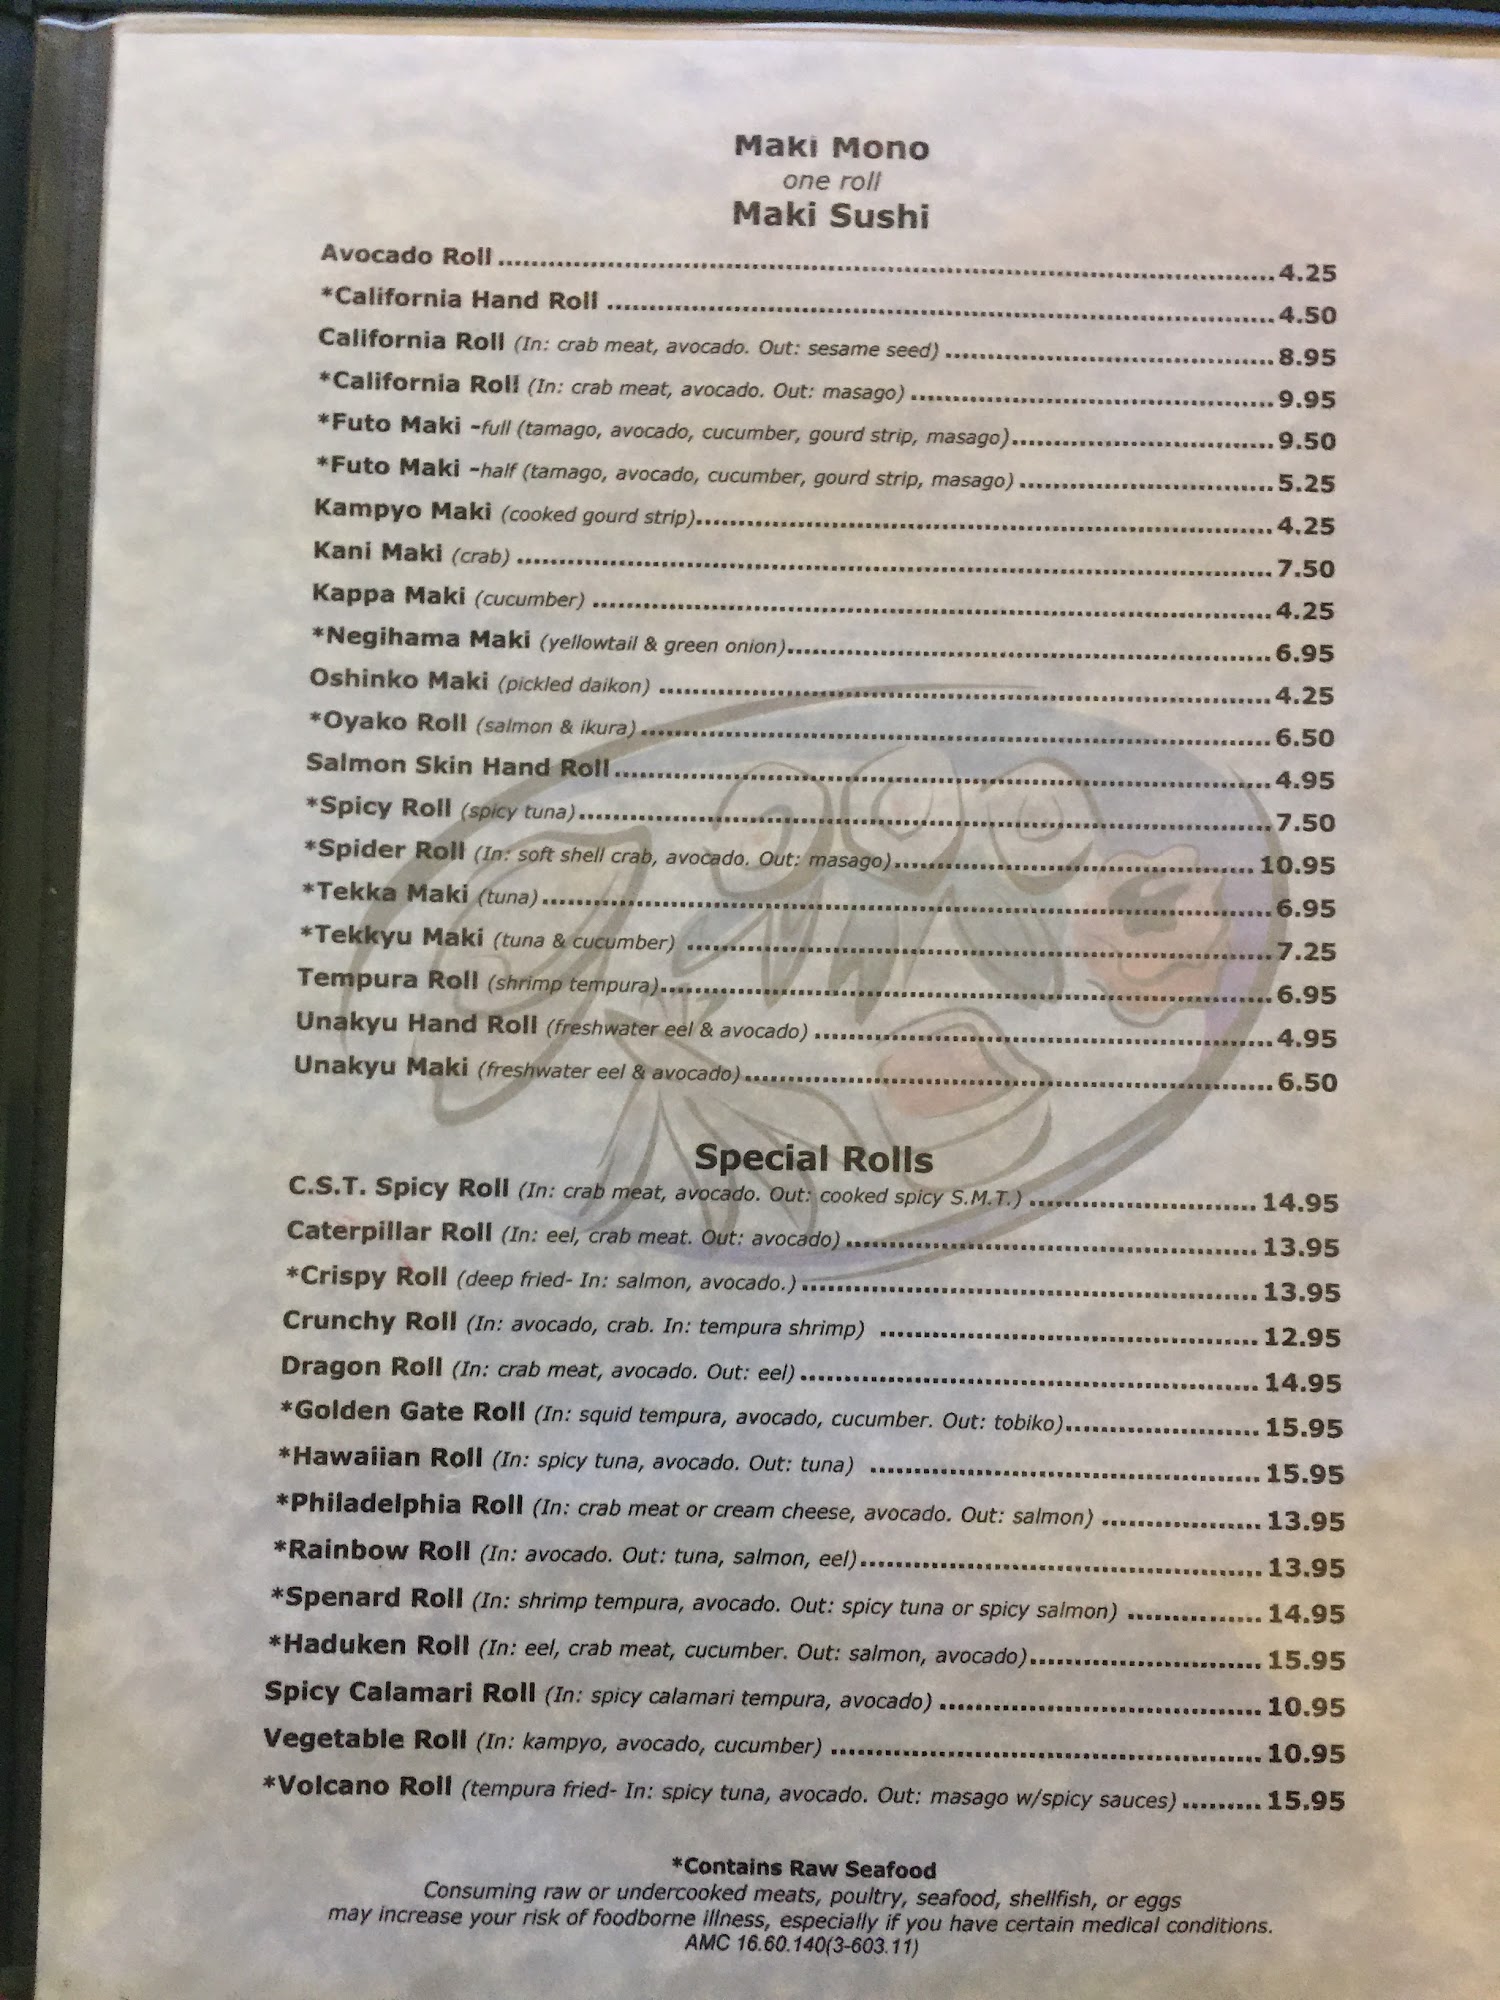 Maki Mono
one roll
Maki Sushi
Avocado Roll ........ 4.25
*California Hand Roll ........ 4.50
California Roll (In: crab meat, avocado. Out: sesame seed) ........ 8.95
*California Roll (In: crab meat, avocado. Out: masago) ........ 9.95
*Futo Maki -full (tamago, avocado, cucumber, gourd strip, masago)........ 9.50
*Futo Maki -half (tamago, avocado, cucumber, gourd strip, masago) ........ 5.25
Kampyo Maki (cooked gourd strip)........ 4.25
Kani Maki (crab) ........ 7.50
Kappa Maki (cucumber) ........ 4.25
*Negihama Maki (yellowtail & green onion)........ 6.95
Oshinko Maki (pickled daikon) ........ 4.25
*Oyako Roll (salmon & ikura)........ 6.50
Salmon Skin Hand Roll........ 4.95
*Spicy Roll (spicy tuna)........ 7.50
*Spider Roll (In: soft shell crab, avocado. Out: masago)........ 10.95
*Tekka Maki (tuna)........ 6.95
*Tekkyu Maki (tuna & cucumber) ........ 7.25
Tempura Roll (shrimp tempura)........ 6.95
Unakyu Hand Roll (freshwater eel & avocado) ........ 4.95
Unakyu Maki (freshwater eel & avocado)........ 6.50
Special Rolls
C.S.T. Spicy Roll (In: crab meat, avocado. Out: cooked spicy S.M.T.) ........ 14.95
Caterpillar Roll (In: eel, crab meat. Out: avocado)........ 13.95
*Crispy Roll (deep fried- In: salmon, avocado.)........ 13.95
Crunchy Roll (In: avocado, crab. In: tempura shrimp) ........ 12.95
Dragon Roll (In: crab meat, avocado. Out: eel)........ 14.95
*Golden Gate Roll (In: squid tempura, avocado, cucumber. Out: tobiko)........ 15.95
*Hawaiian Roll (In: spicy tuna, avocado. Out: tuna) ........ 15.95
*Philadelphia Roll (In: crab meat or cream cheese, avocado. Out: salmon) ........ 13.95
*Rainbow Roll (In: avocado. Out: tuna, salmon, eel)........ 13.95
*Spenard Roll (In: shrimp tempura, avocado. Out: spicy tuna or spicy salmon) ........ 14.95
*Haduken Roll (In: eel, crab meat, cucumber. Out: salmon, avocado)........ 15.95
Spicy Calamari Roll (In: spicy calamari tempura, avocado) ........ 10.95
Vegetable Roll (In: kampyo, avocado, cucumber) ........ 10.95
*Volcano Roll (tempura fried- In: spicy tuna, avocado. Out: masago w/spicy sauces) ........ 15.95
*Contains Raw Seafood
Consuming raw or undercooked meats, poultry, seafood, shellfish, or eggs
may increase your risk of foodborne illness, especially if you have certain medical conditions.
AMC 16.60.140(3-603.11)